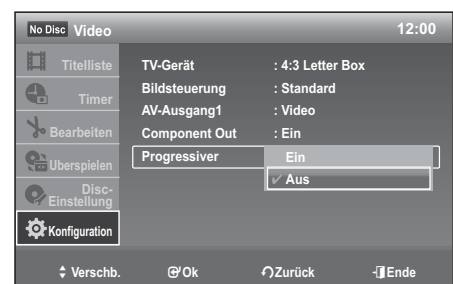 No Disc Video 12:00
Titelliste
Timer
Bearbeiten
Uberspielen
Disc-
Einstellung
Konfiguration
TV-Gerät : 4:3 Letter Box
Bildsteuerung : Standard
AV-Ausgang1 : Video
Component Out : Ein
Progressiver Ein
Aus
Verschb. Ok Zurück Ende